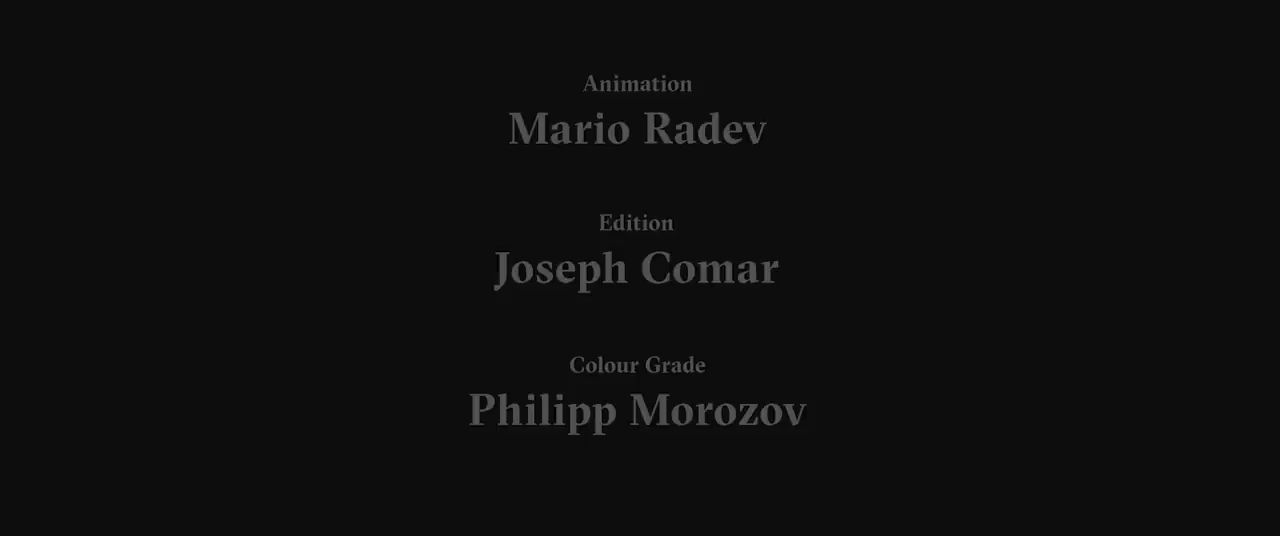 Animation
Mario Radev
Edition
Joseph Comar
Colour Grade
Philipp Morozov